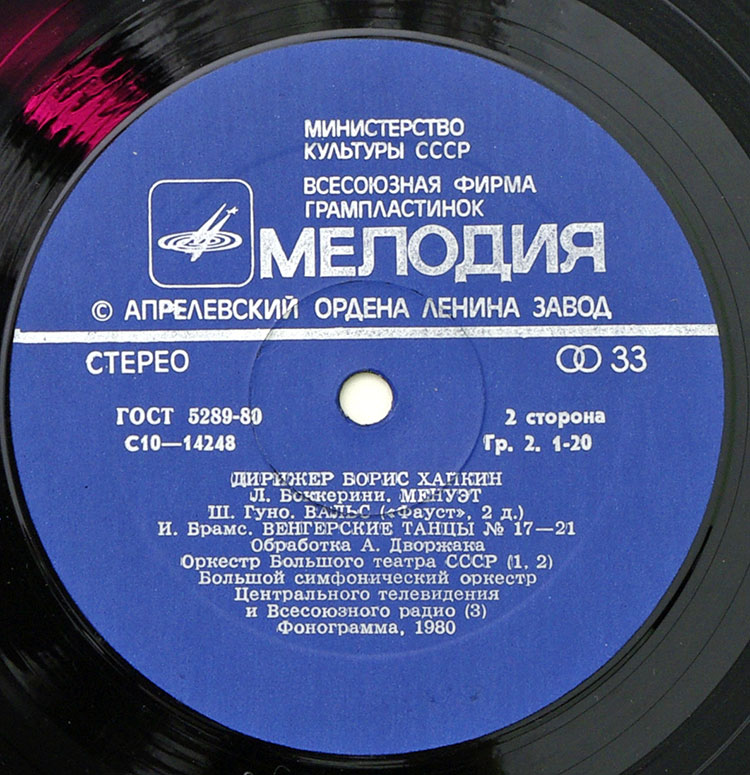 МИНИСТЕРСТВО
КУЛЬТУРЫ СССР
ВСЕСОЮЗНАЯ ФИРМА
ГРАМПЛАСТИНОК
МЕЛОДИЯ
© АПРЕЛЕВСКИЙ ОРДЕНА ЛЕНИНА ЗАВОД
СТЕРЕО
33
ГОСТ 5289-80
2 сторона
С10—14248
Гр. 2. 1-20
ДИРИЖЕР БОРИС ХАЙКИН
Л. Боккерини. МЕНУЭТ
Ш. Гуно. ВАЛЬС («Фауст», 2 д.)
И. Брамс. ВЕНГЕРСКИЕ ТАНЦЫ № 17—21
Обработка А. Дворжака
Оркестр Большого театра СССР (1, 2)
Большой симфонический оркестр
Центрального телевидения
и Всесоюзного радио (3)
Фонограмма, 1980